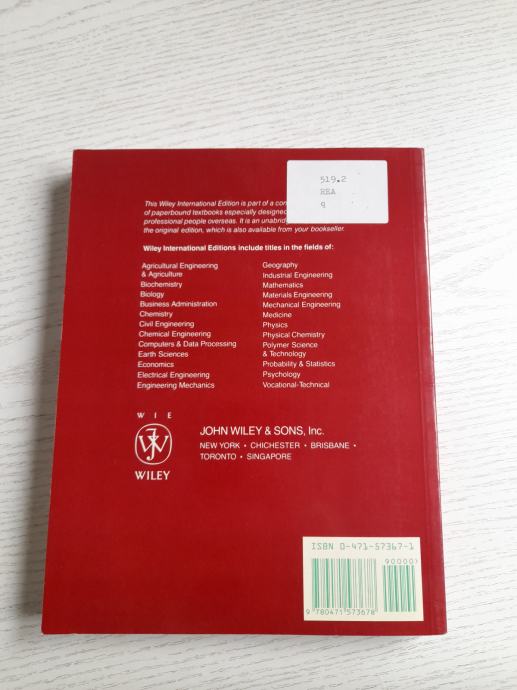 519.2
REA
9
This Wiley International Edition is part of a con
of paperbound textbooks especially designed
professional people overseas. It is an unabrid
the original edition, which is also available from your bookseller.
Wiley International Editions include titles in the fields of:
Agricultural Engineering
& Agriculture
Biochemistry
Biology
Business Administration
Chemistry
Civil Engineering
Chemical Engineering
Computers & Data Processing
Earth Sciences
Economics
Electrical Engineering
Engineering Mechanics
Geography
Industrial Engineering
Mathematics
Materials Engineering
Mechanical Engineering
Medicine
Physics
Physical Chemistry
Polymer Science
& Technology
Probability & Statistics
Psychology
Vocational-Technical
W I E
JW
WILEY
JOHN WILEY & SONS, Inc.
NEW YORK • CHICHESTER • BRISBANE •
TORONTO • SINGAPORE
ISBN 0-471-57367-1
90000>
9 780471 573678